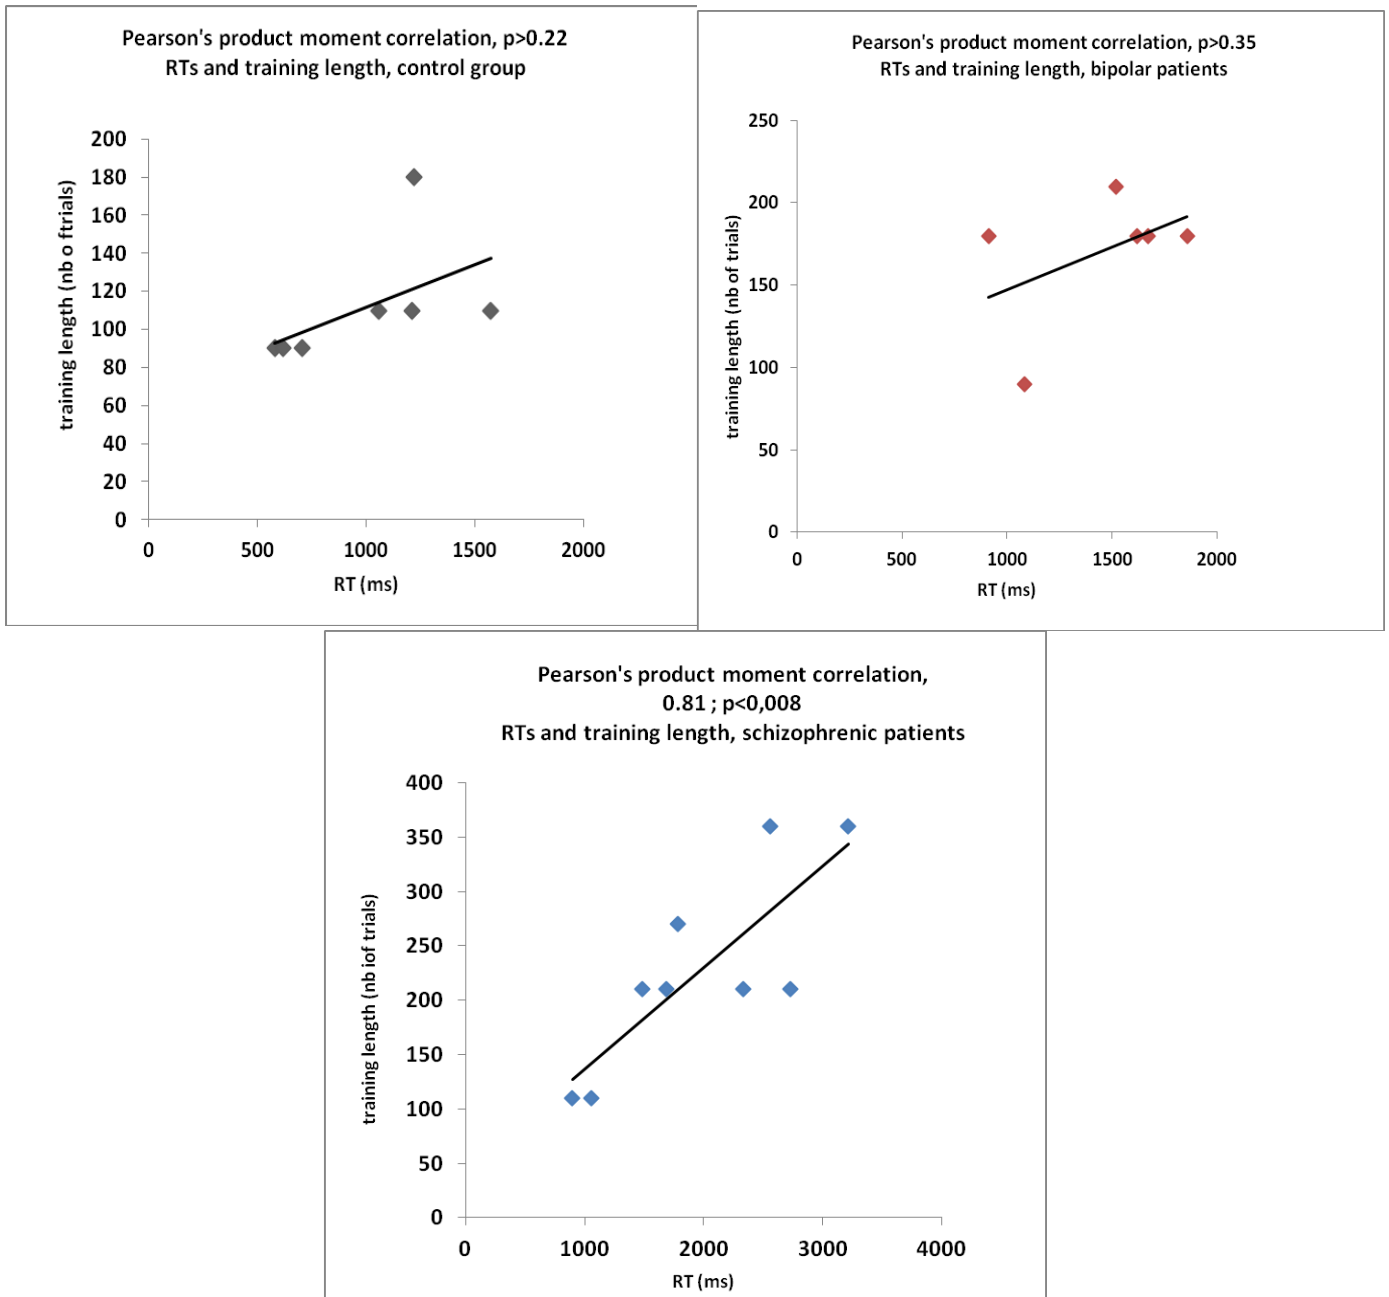 Pearson's product moment correlation, p>0.22
RTs and training length, control group
training length (nb o ftrials)
200
180
160
140
120
100
80
60
40
20
0
0 500 1000 1500 2000
RT (ms)
Pearson's product moment correlation, p>0.35
RTs and training length, bipolar patients
training length (nb of trials)
250
200
150
100
50
0
0 500 1000 1500 2000
RT (ms)
Pearson's product moment correlation,
0.81 ; p<0,008
RTs and training length, schizophrenic patients
training length (nb iof trials)
400
350
300
250
200
150
100
50
0
0 1000 2000 3000 4000
RT (ms)